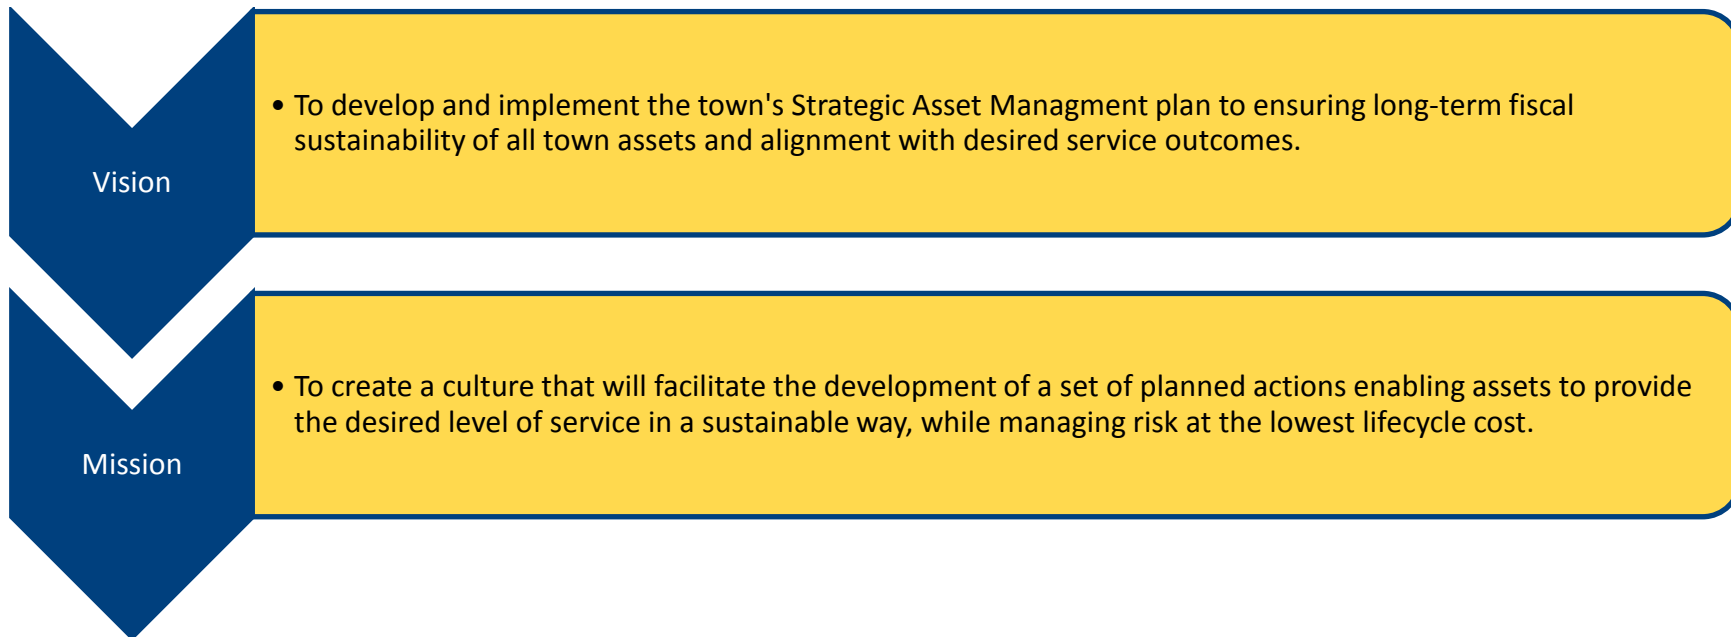 Vision
• To develop and implement the town's Strategic Asset Managment plan to ensuring long-term fiscal
sustainability of all town assets and alignment with desired service outcomes.
Mission
• To create a culture that will facilitate the development of a set of planned actions enabling assets to provide
the desired level of service in a sustainable way, while managing risk at the lowest lifecycle cost.